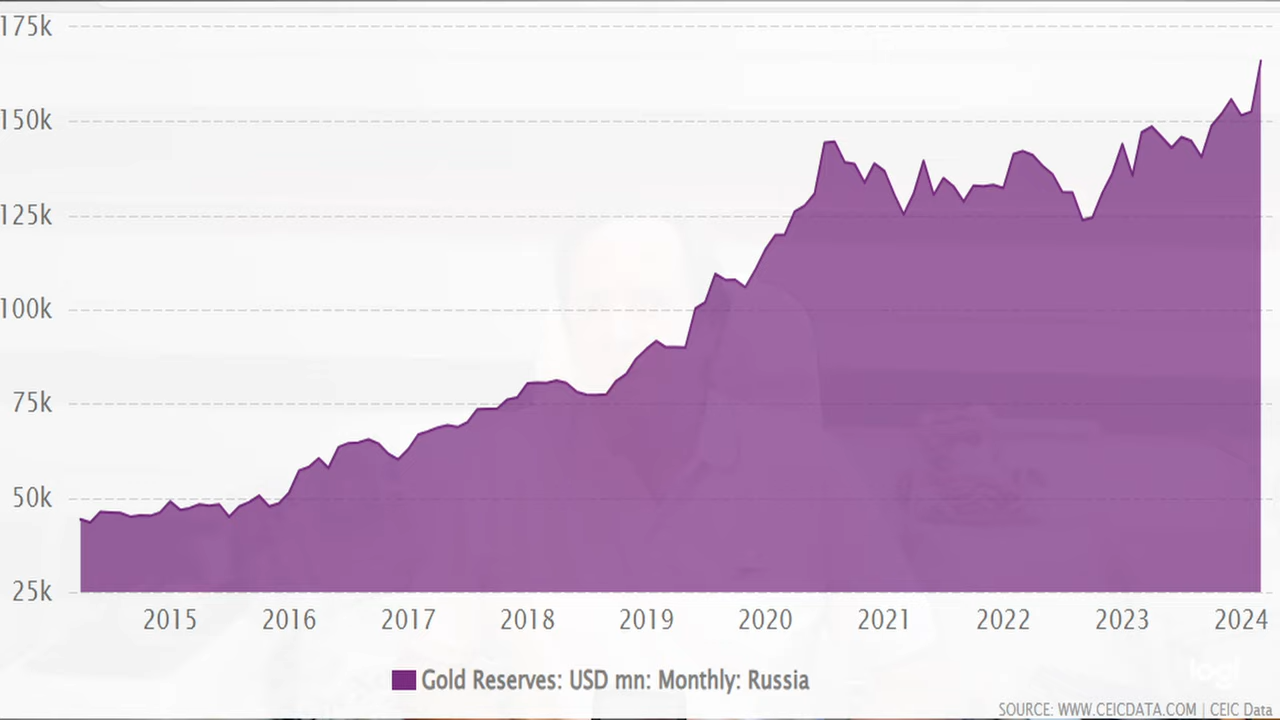 175k
150k
125k
100k
75k
50k
25k
2015 2016 2017 2018 2019 2020 2021 2022 2023 2024
Gold Reserves: USD mn: Monthly: Russia
logi
SOURCE: WWW.CEICDATA.COM | CEIC Data